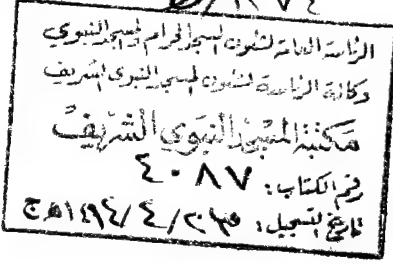 الرئاسة العامة لشئون المسجد الحرام والمسجد النبوي
وكالة الرئاسة لشئون المسجد النبوي الشريف
مكتبة المسجد النبوي الشريف
رقم الكتاب: ٤٠٨٧
تاريخ التسجيل: